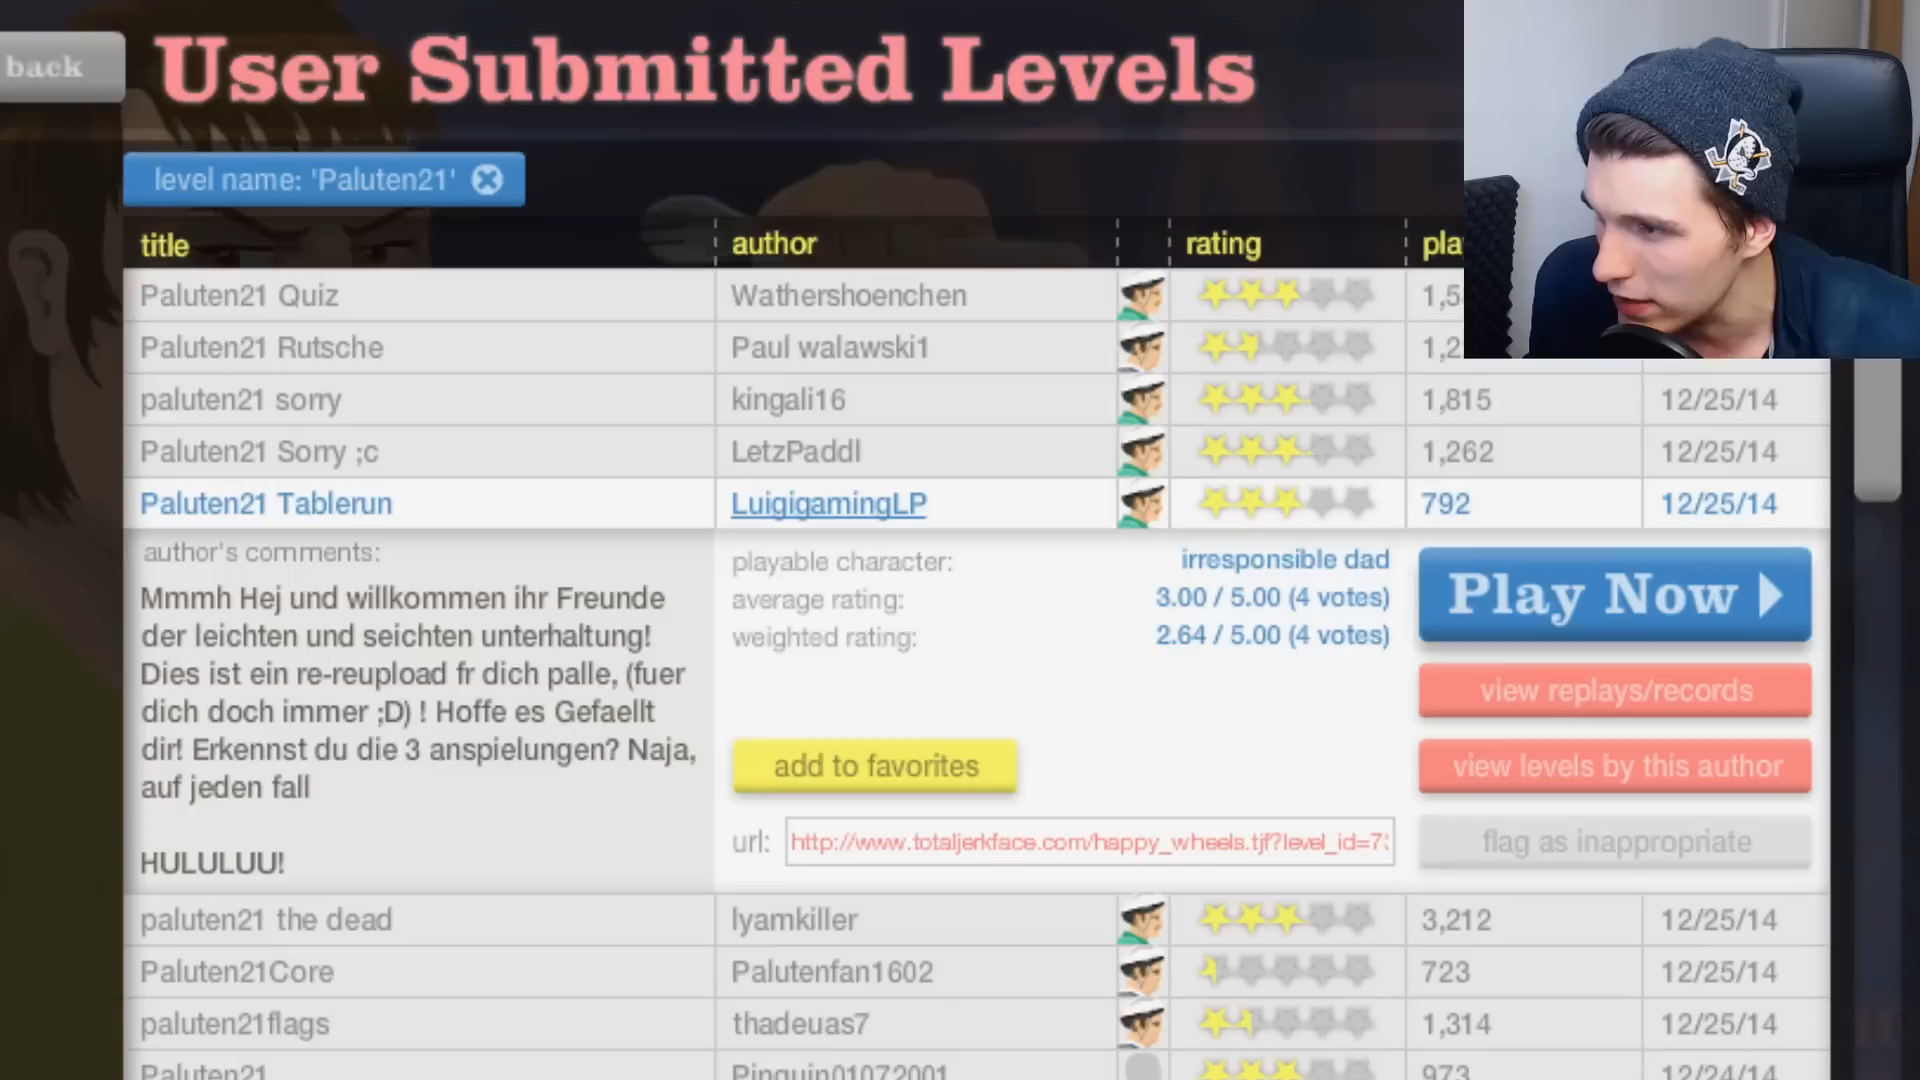 back
User Submitted Levels
level name: 'Paluten21'
title author rating
Paluten21 Quiz Wathershoenchen
Paluten21 Rutsche Paul walawski1
paluten21 sorry kingali16 1,815 12/25/14
Paluten21 Sorry ;c LetzPaddl 1,262 12/25/14
Paluten21 Tablerun LuigigamingLP 792 12/25/14
author's comments:
Mmmh Hej und willkommen ihr Freunde
der leichten und seichten unterhaltung!
Dies ist ein re-reupload fr dich palle, (fuer
dich doch immer ;D) ! Hoffe es Gefaellt
dir! Erkennst du die 3 anspielungen? Naja,
auf jeden fall
HULULUU!
playable character: irresponsible dad
average rating: 3.00 / 5.00 (4 votes)
weighted rating: 2.64 / 5.00 (4 votes)
add to favorites
url: http://www.totaljerkface.com/happy_wheels.tjf?level_id=7
Play Now
view replays/records
view levels by this author
flag as inappropriate
paluten21 the dead lyamkiller 3,212 12/25/14
Paluten21Core Palutenfan1602 723 12/25/14
paluten21flags thadeuas7 1,314 12/25/14
Paluten21 Pinguin01072001 973 12/24/14